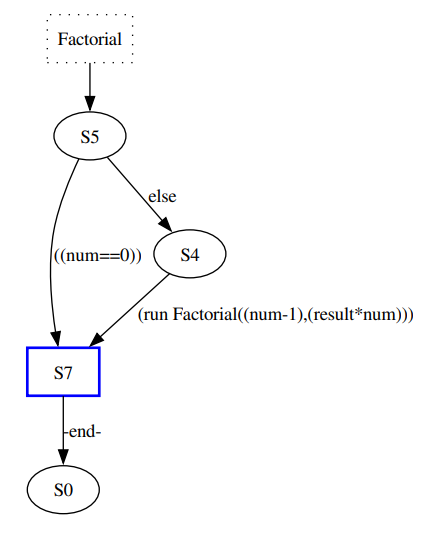 Factorial
S5
else
((num==0))
S4
(run Factorial((num-1),(result*num)))
S7
-end-
S0